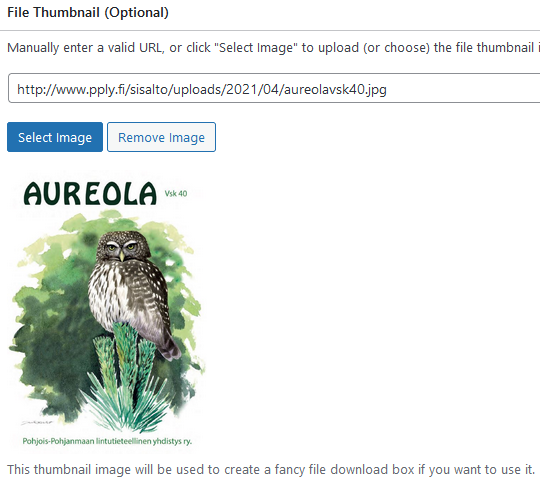 File Thumbnail (Optional)
Manually enter a valid URL, or click "Select Image" to upload (or choose) the file thumbnail
http://www.pply.fi/sisalto/uploads/2021/04/aureolavsk40.jpg
Select Image
Remove Image
AUREOLA Vsk 40
Pohjois-Pohjanmaan lintutieteellinen yhdistys ry.
This thumbnail image will be used to create a fancy file download box if you want to use it.